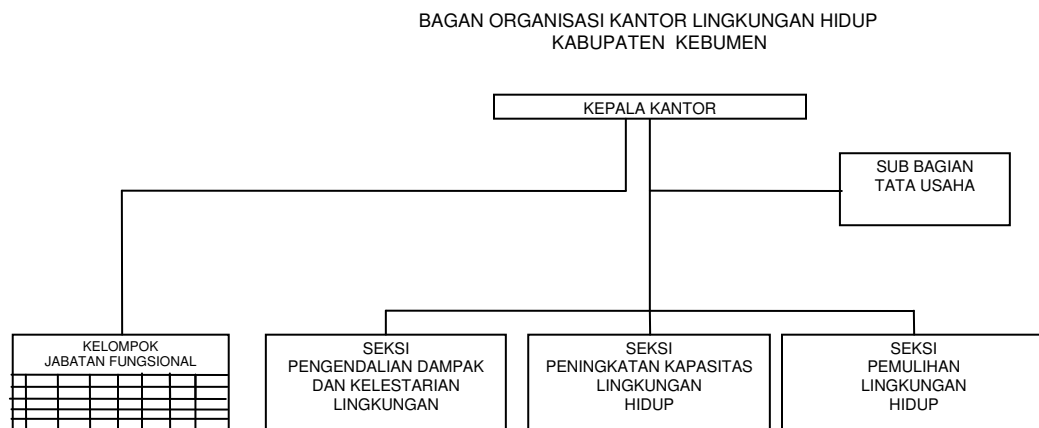 BAGAN ORGANISASI KANTOR LINGKUNGAN HIDUP
KABUPATEN KEBUMEN
KEPALA KANTOR
SUB BAGIAN
TATA USAHA
KELOMPOK
JABATAN FUNGSIONAL
SEKSI
PENGENDALIAN DAMPAK
DAN KELESTARIAN
LINGKUNGAN
SEKSI
PENINGKATAN KAPASITAS
LINGKUNGAN
HIDUP
SEKSI
PEMULIHAN
LINGKUNGAN
HIDUP